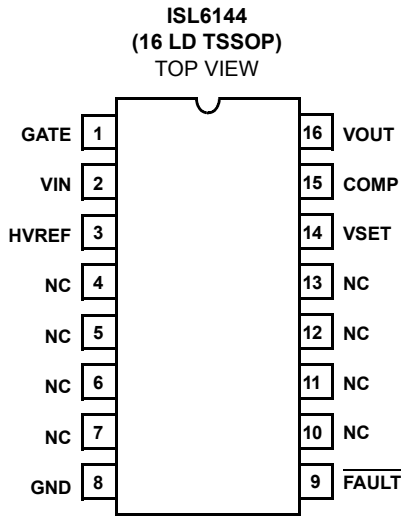 ISL6144
(16 LD TSSOP)
TOP VIEW
GATE 1 16 VOUT
VIN 2 15 COMP
HVREF 3 14 VSET
NC 4 13 NC
NC 5 12 NC
NC 6 11 NC
NC 7 10 NC
GND 8 9 FAULT